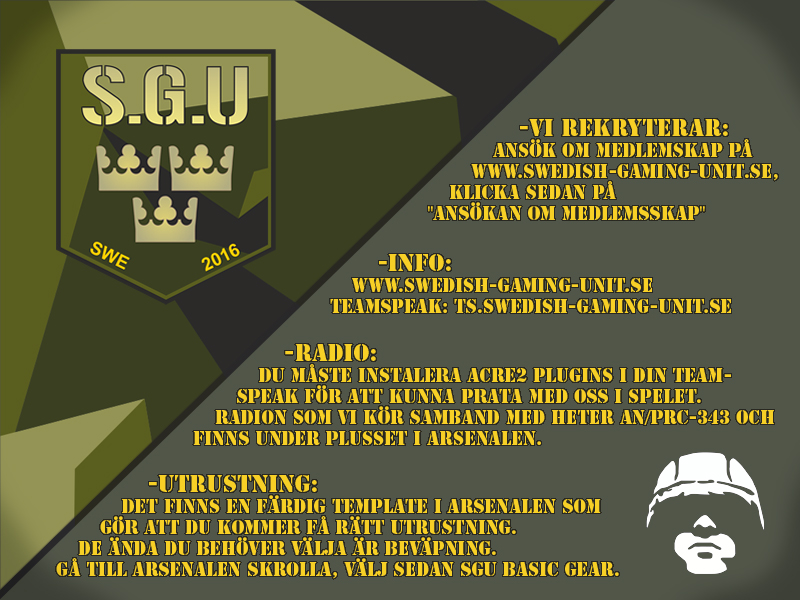 S.G.U
SWE 2016
-VI REKRYTERAR:
ANSÖK OM MEDLEMSKAP PÅ
WWW.SWEDISH-GAMING-UNIT.SE,
KLICKA SEDAN PÅ
"ANSÖKAN OM MEDLEMSSKAP"
-INFO:
WWW.SWEDISH-GAMING-UNIT.SE
TEAMSPEAK: TS.SWEDISH-GAMING-UNIT.SE
-RADIO:
DU MÅSTE INSTALERA ACRE2 PLUGINS I DIN TEAM-
SPEAK FÖR ATT KUNNA PRATA MED OSS I SPELET.
RADION SOM VI KÖR SAMBAND MED HETER AN/PRC-343 OCH
FINNS UNDER PLUSSET I ARSENALEN.
-UTRUSTNING:
DET FINNS EN FÄRDIG TEMPLATE I ARSENALEN SOM
GÖR ATT DU KOMMER FÅ RÄTT UTRUSTNING.
DE ÄNDA DU BEHÖVER VÄLJA ÄR BEVÄPNING.
GÅ TILL ARSENALEN SKROLLA, VÄLJ SEDAN SGU BASIC GEAR.